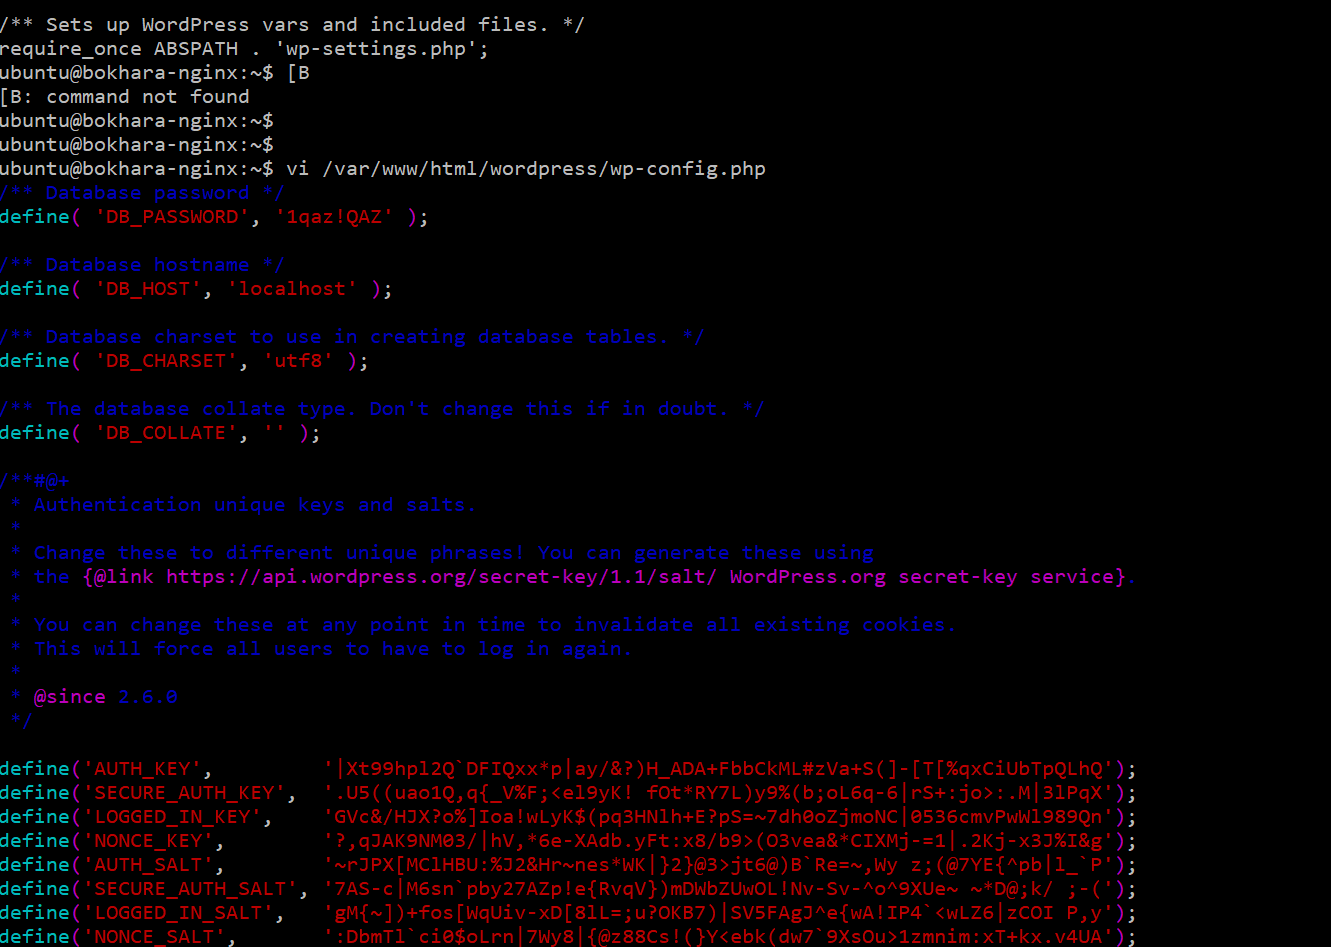 /** Sets up WordPress vars and included files. */
require_once ABSPATH . 'wp-settings.php';
ubuntu@bokhara-nginx:~$ [B
[B: command not found
ubuntu@bokhara-nginx:~$
ubuntu@bokhara-nginx:~$
ubuntu@bokhara-nginx:~$ vi /var/www/html/wordpress/wp-config.php
/** Database password */
define( 'DB_PASSWORD', '1qaz!QAZ' );
/** Database hostname */
define( 'DB_HOST', 'localhost' );
/** Database charset to use in creating database tables. */
define( 'DB_CHARSET', 'utf8' );
/** The database collate type. Don't change this if in doubt. */
define( 'DB_COLLATE', '' );
/**#@+
 * Authentication unique keys and salts.
 *
 * Change these to different unique phrases! You can generate these using
 * the {@link https://api.wordpress.org/secret-key/1.1/salt/ WordPress.org secret-key service}.
 *
 * You can change these at any point in time to invalidate all existing cookies.
 * This will force all users to have to log in again.
 *
 * @since 2.6.0
 */
define('AUTH_KEY',         '|Xt99hpl2Q`DFIQxx*p|ay/&?)H_ADA+FbbCkML#zVa+S(]-[T[%qxCiUbTpQLhQ');
define('SECURE_AUTH_KEY',  '.U5((uao1Q,q{_V%F;<el9yK! fOt*RY7L)y9%(b;oL6q-6|rS+:jo>:.M|3lPqX');
define('LOGGED_IN_KEY',    'GVc&/HJX?o%]Ioa!wLyK$(pq3HNlh+E?pS=~7dh0oZjmoNC|0536cmvPwWl989Qn');
define('NONCE_KEY',        '?,qJAK9NM03/|hV,*6e-XAdb.yFt:x8/b9>(O3vea&*CIXMj-=1|.2Kj-x3J%I&g');
define('AUTH_SALT',        '~rJPX[MClHBU:%J2&Hr~nes*WK|}2}@3>jt6@)B`Re=~,Wy z;(@7YE{^pb|l_`P');
define('SECURE_AUTH_SALT', '7AS-c|M6sn`pby27AZp!e{RvqV})mDWbZUwOL!Nv-Sv-^o^9XUe~ ~*D@;k/ ;-(');
define('LOGGED_IN_SALT',   'gM{~])+fos[WqUiv-xD[8lL=;u?OKB7)|SV5FAgJ^e{wA!IP4`<wLZ6|zCOI P,y');
define('NONCE_SALT',       ':DbmTl`ci0$oLrn|7Wy8|{@z88Cs!(}Y<ebk(dw7`9XsOu>1zmnim:xT+kx.v4UA');